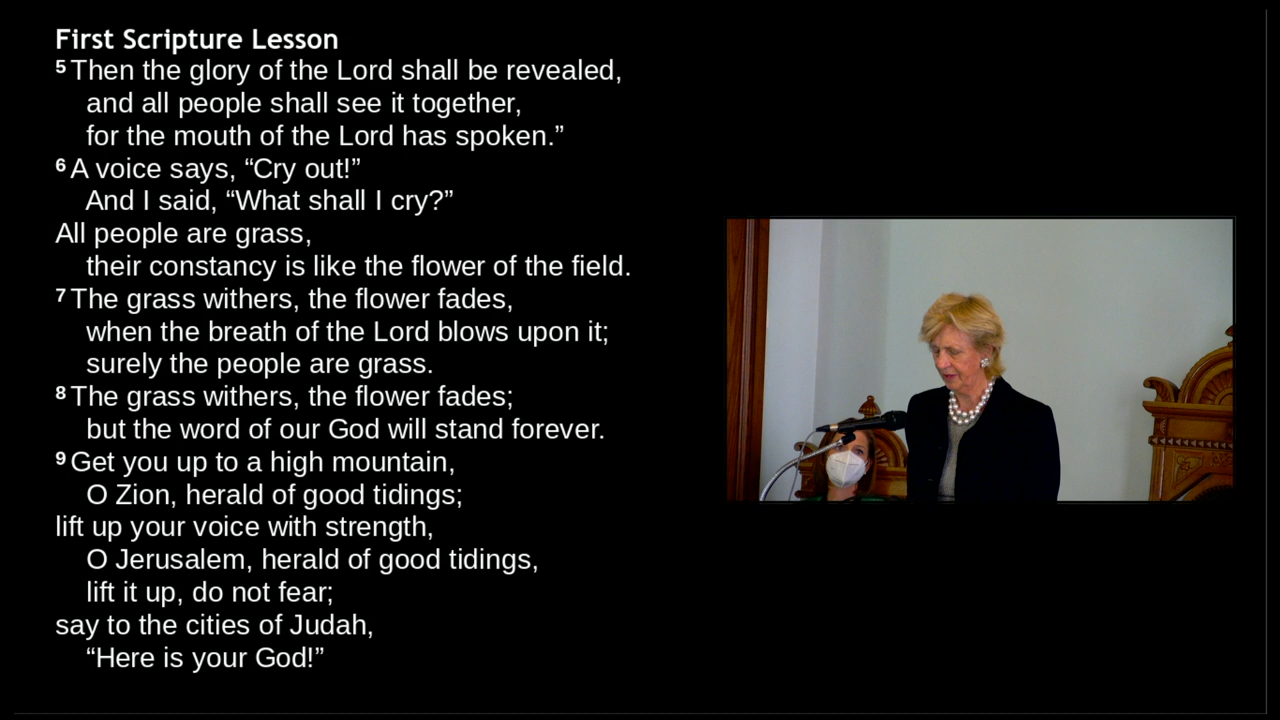 First Scripture Lesson
5 Then the glory of the Lord shall be revealed,
and all people shall see it together,
for the mouth of the Lord has spoken.”
6 A voice says, “Cry out!”
And I said, “What shall I cry?”
All people are grass,
their constancy is like the flower of the field.
7 The grass withers, the flower fades,
when the breath of the Lord blows upon it;
surely the people are grass.
8 The grass withers, the flower fades;
but the word of our God will stand forever.
9 Get you up to a high mountain,
O Zion, herald of good tidings;
lift up your voice with strength,
O Jerusalem, herald of good tidings,
lift it up, do not fear;
say to the cities of Judah,
“Here is your God!”